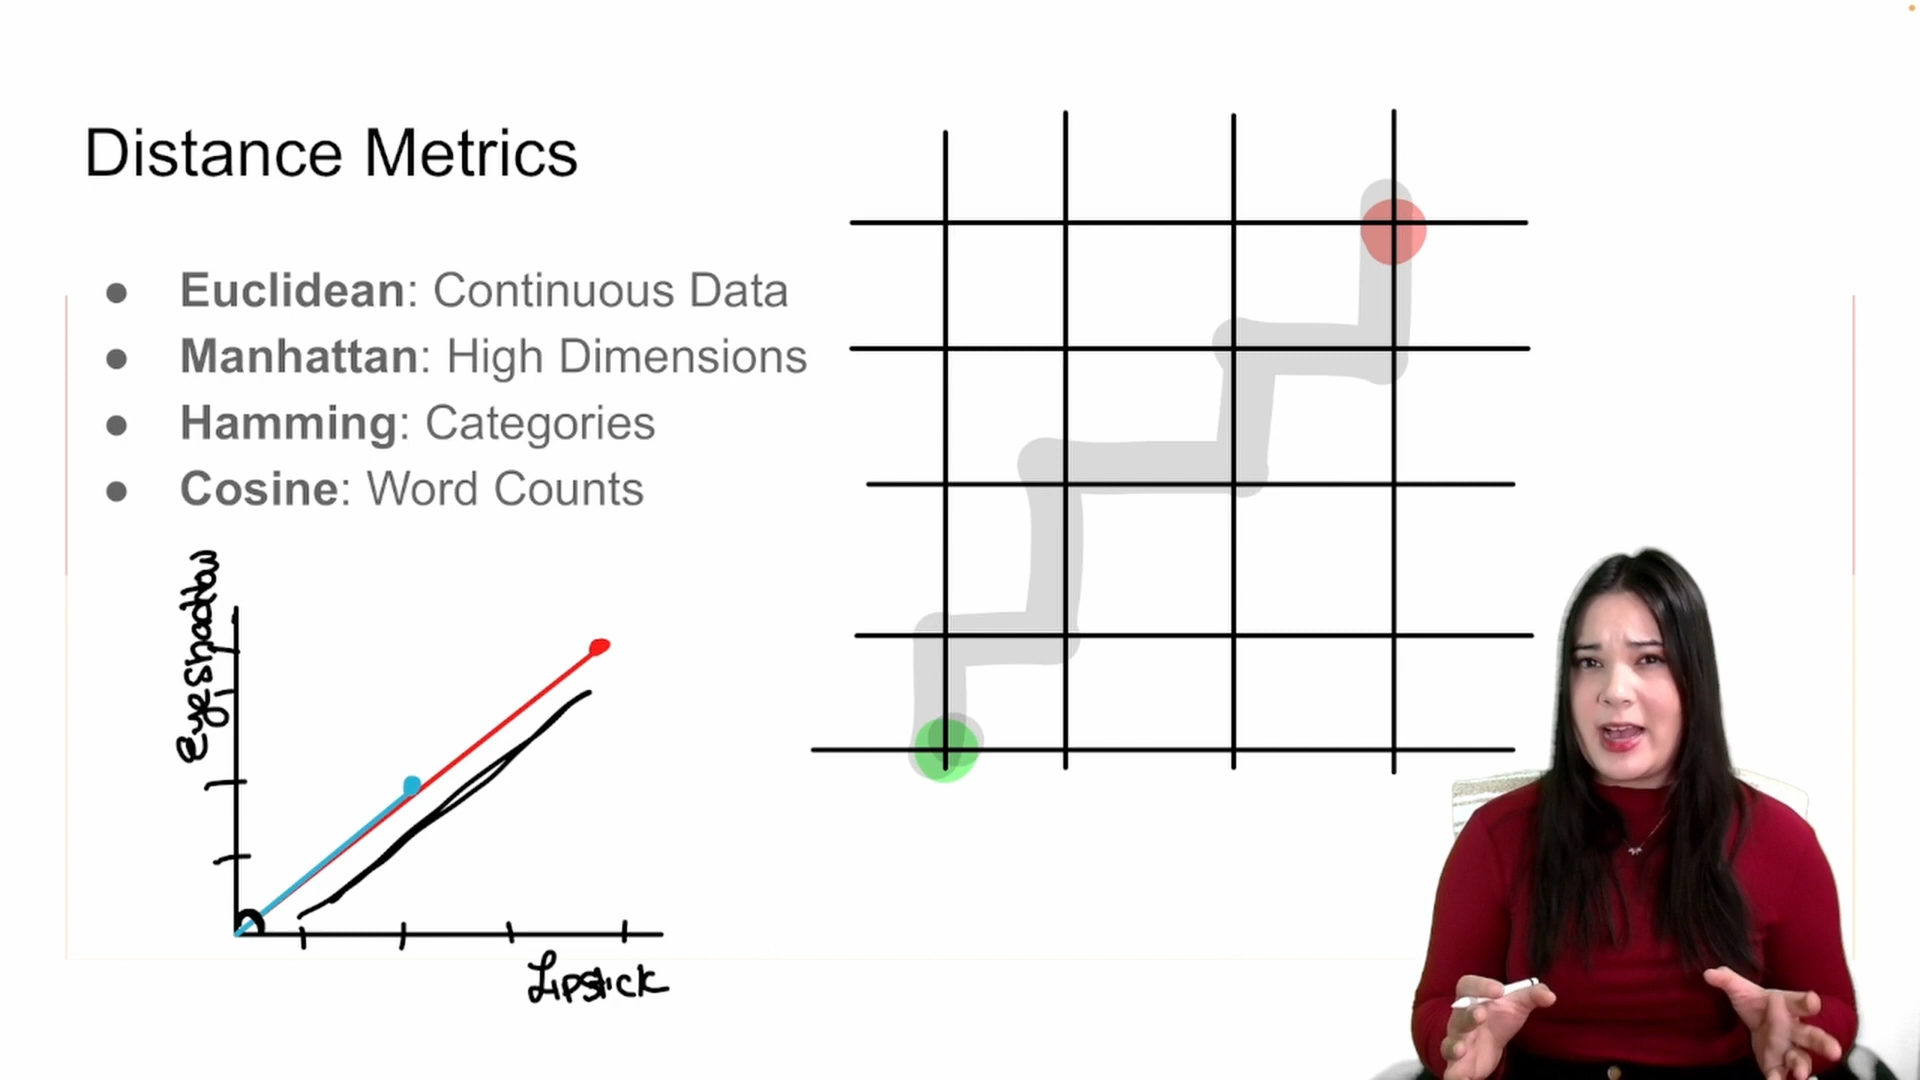 Distance Metrics
● Euclidean: Continuous Data
● Manhattan: High Dimensions
● Hamming: Categories
● Cosine: Word Counts
Eyeshadow
Lipstick